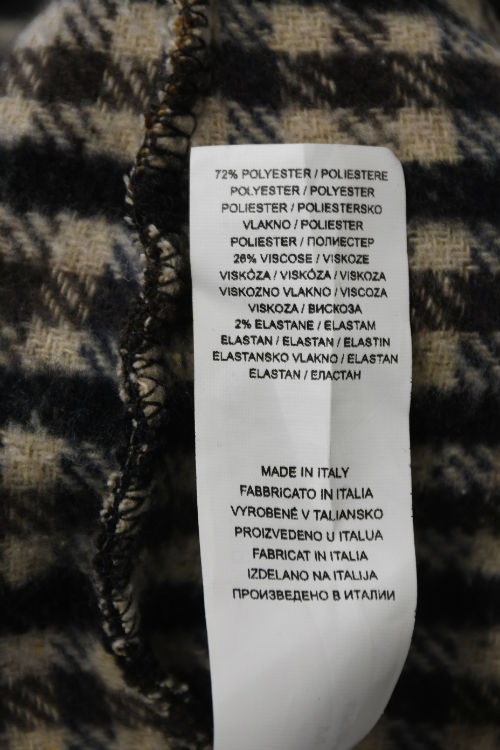 72% POLYESTER / POLIESTERE
POLYESTER / POLYESTER
POLIESTER / POLIESTERSKO
VLAKNO / POLIESTER
POLIESTER / ПОЛИЕСТЕР
26% VISCOSE / VISKOZE
VISKÓZA / VISKÓZA / VISKOZA
VISKOZNO VLAKNO / VISCOZA
VISKOZA / ВИСКОЗА
2% ELASTANE / ELASTAM
ELASTAN / ELASTAN / ELASTIN
ELASTANSKO VLAKNO / ELASTAN
ELASTAN / ЕЛАСТАН
MADE IN ITALY
FABBRICATO IN ITALIA
VYROBENÉ V TALIANSKO
PROIZVEDENO U ITALUA
FABRICAT IN ITALIA
IZDELANO NA ITALIJA
ПРОИЗВЕДЕНО В ИТАЛИИ